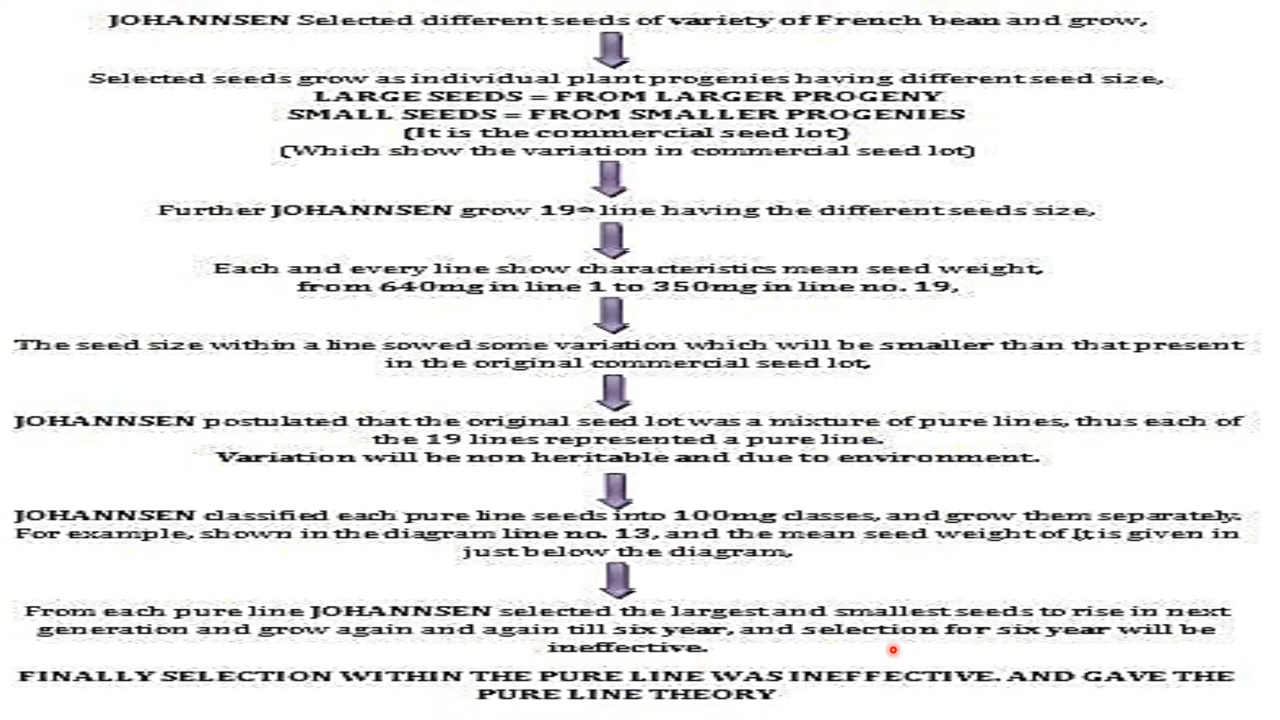 JOHANNSEN Selected different seeds of variety of French bean and grow,
Selected seeds grow as individual plant progenies having different seed size,
LARGE SEEDS = FROM LARGER PROGENY
SMALL SEEDS = FROM SMALLER PROGENIES
(It is the commercial seed lot)
(Which show the variation in commercial seed lot)
Further JOHANNSEN grow 19th line having the different seeds size,
Each and every line show characteristics mean seed weight,
from 640mg in line 1 to 350mg in line no. 19,
The seed size within a line sowed some variation which will be smaller than that present
in the original commercial seed lot,
JOHANNSEN postulated that the original seed lot was a mixture of pure lines, thus each of
the 19 lines represented a pure line.
Variation will be non heritable and due to environment.
JOHANNSEN classified each pure line seeds into 100mg classes, and grow them separately.
For example, shown in the diagram line no. 13, and the mean seed weight of It is given in
just below the diagram,
From each pure line JOHANNSEN selected the largest and smallest seeds to rise in next
generation and grow again and again till six year, and selection for six year will be
ineffective.
FINALLY SELECTION WITHIN THE PURE LINE WAS INEFFECTIVE. AND GAVE THE
PURE LINE THEORY